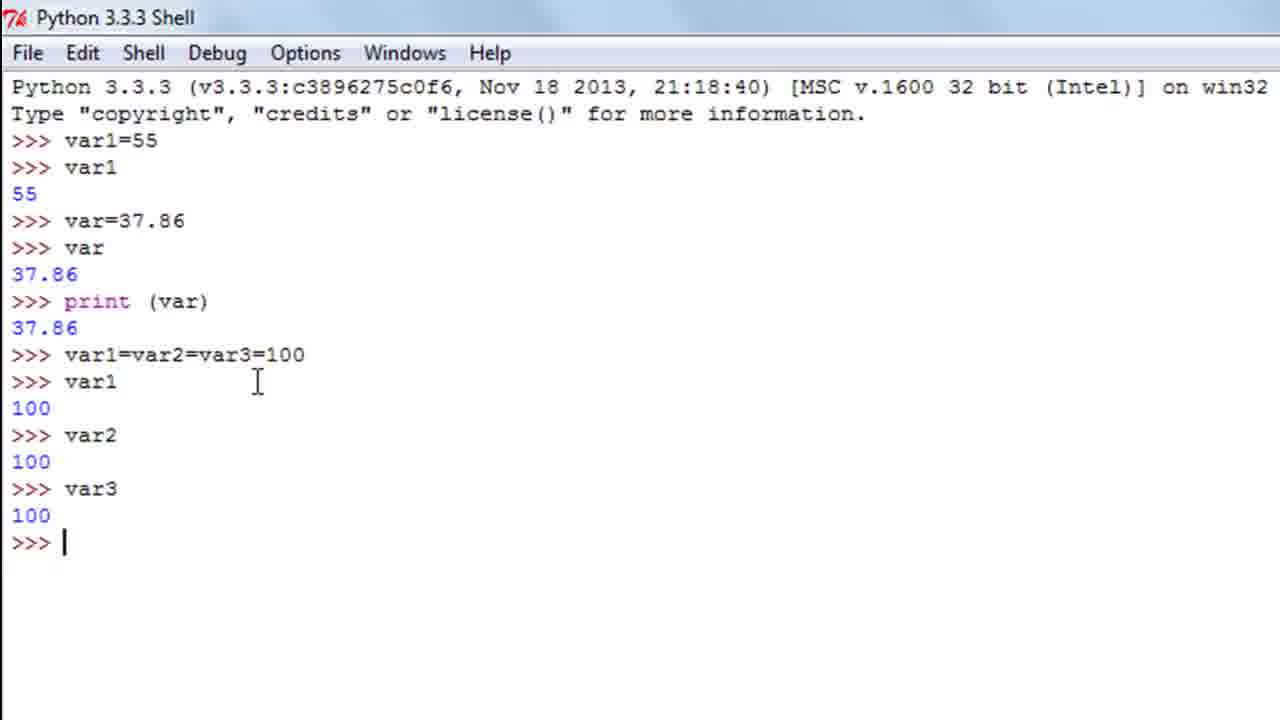 Python 3.3.3 Shell
File Edit Shell Debug Options Windows Help
Python 3.3.3 (v3.3.3:c3896275c0f6, Nov 18 2013, 21:18:40) [MSC v.1600 32 bit (Intel)] on win32
Type "copyright", "credits" or "license()" for more information.
>>> var1=55
>>> var1
55
>>> var=37.86
>>> var
37.86
>>> print (var)
37.86
>>> var1=var2=var3=100
>>> var1
100
>>> var2
100
>>> var3
100
>>>